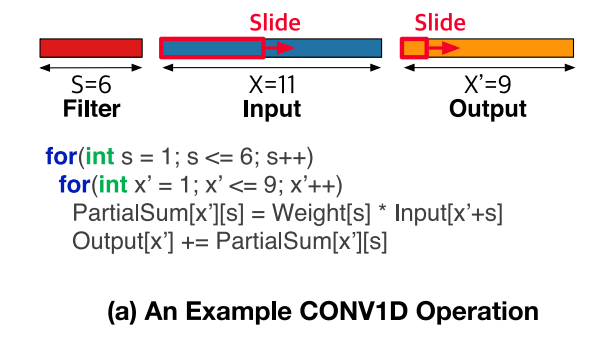 Slide Slide
S=6 X=11 X’=9
Filter Input Output
for(int s = 1; s <= 6; s++)
for(int x’ = 1; x’ <= 9; x’++)
PartialSum[x’][s] = Weight[s] * Input[x’+s]
Output[x’] += PartialSum[x’][s]
(a) An Example CONV1D Operation